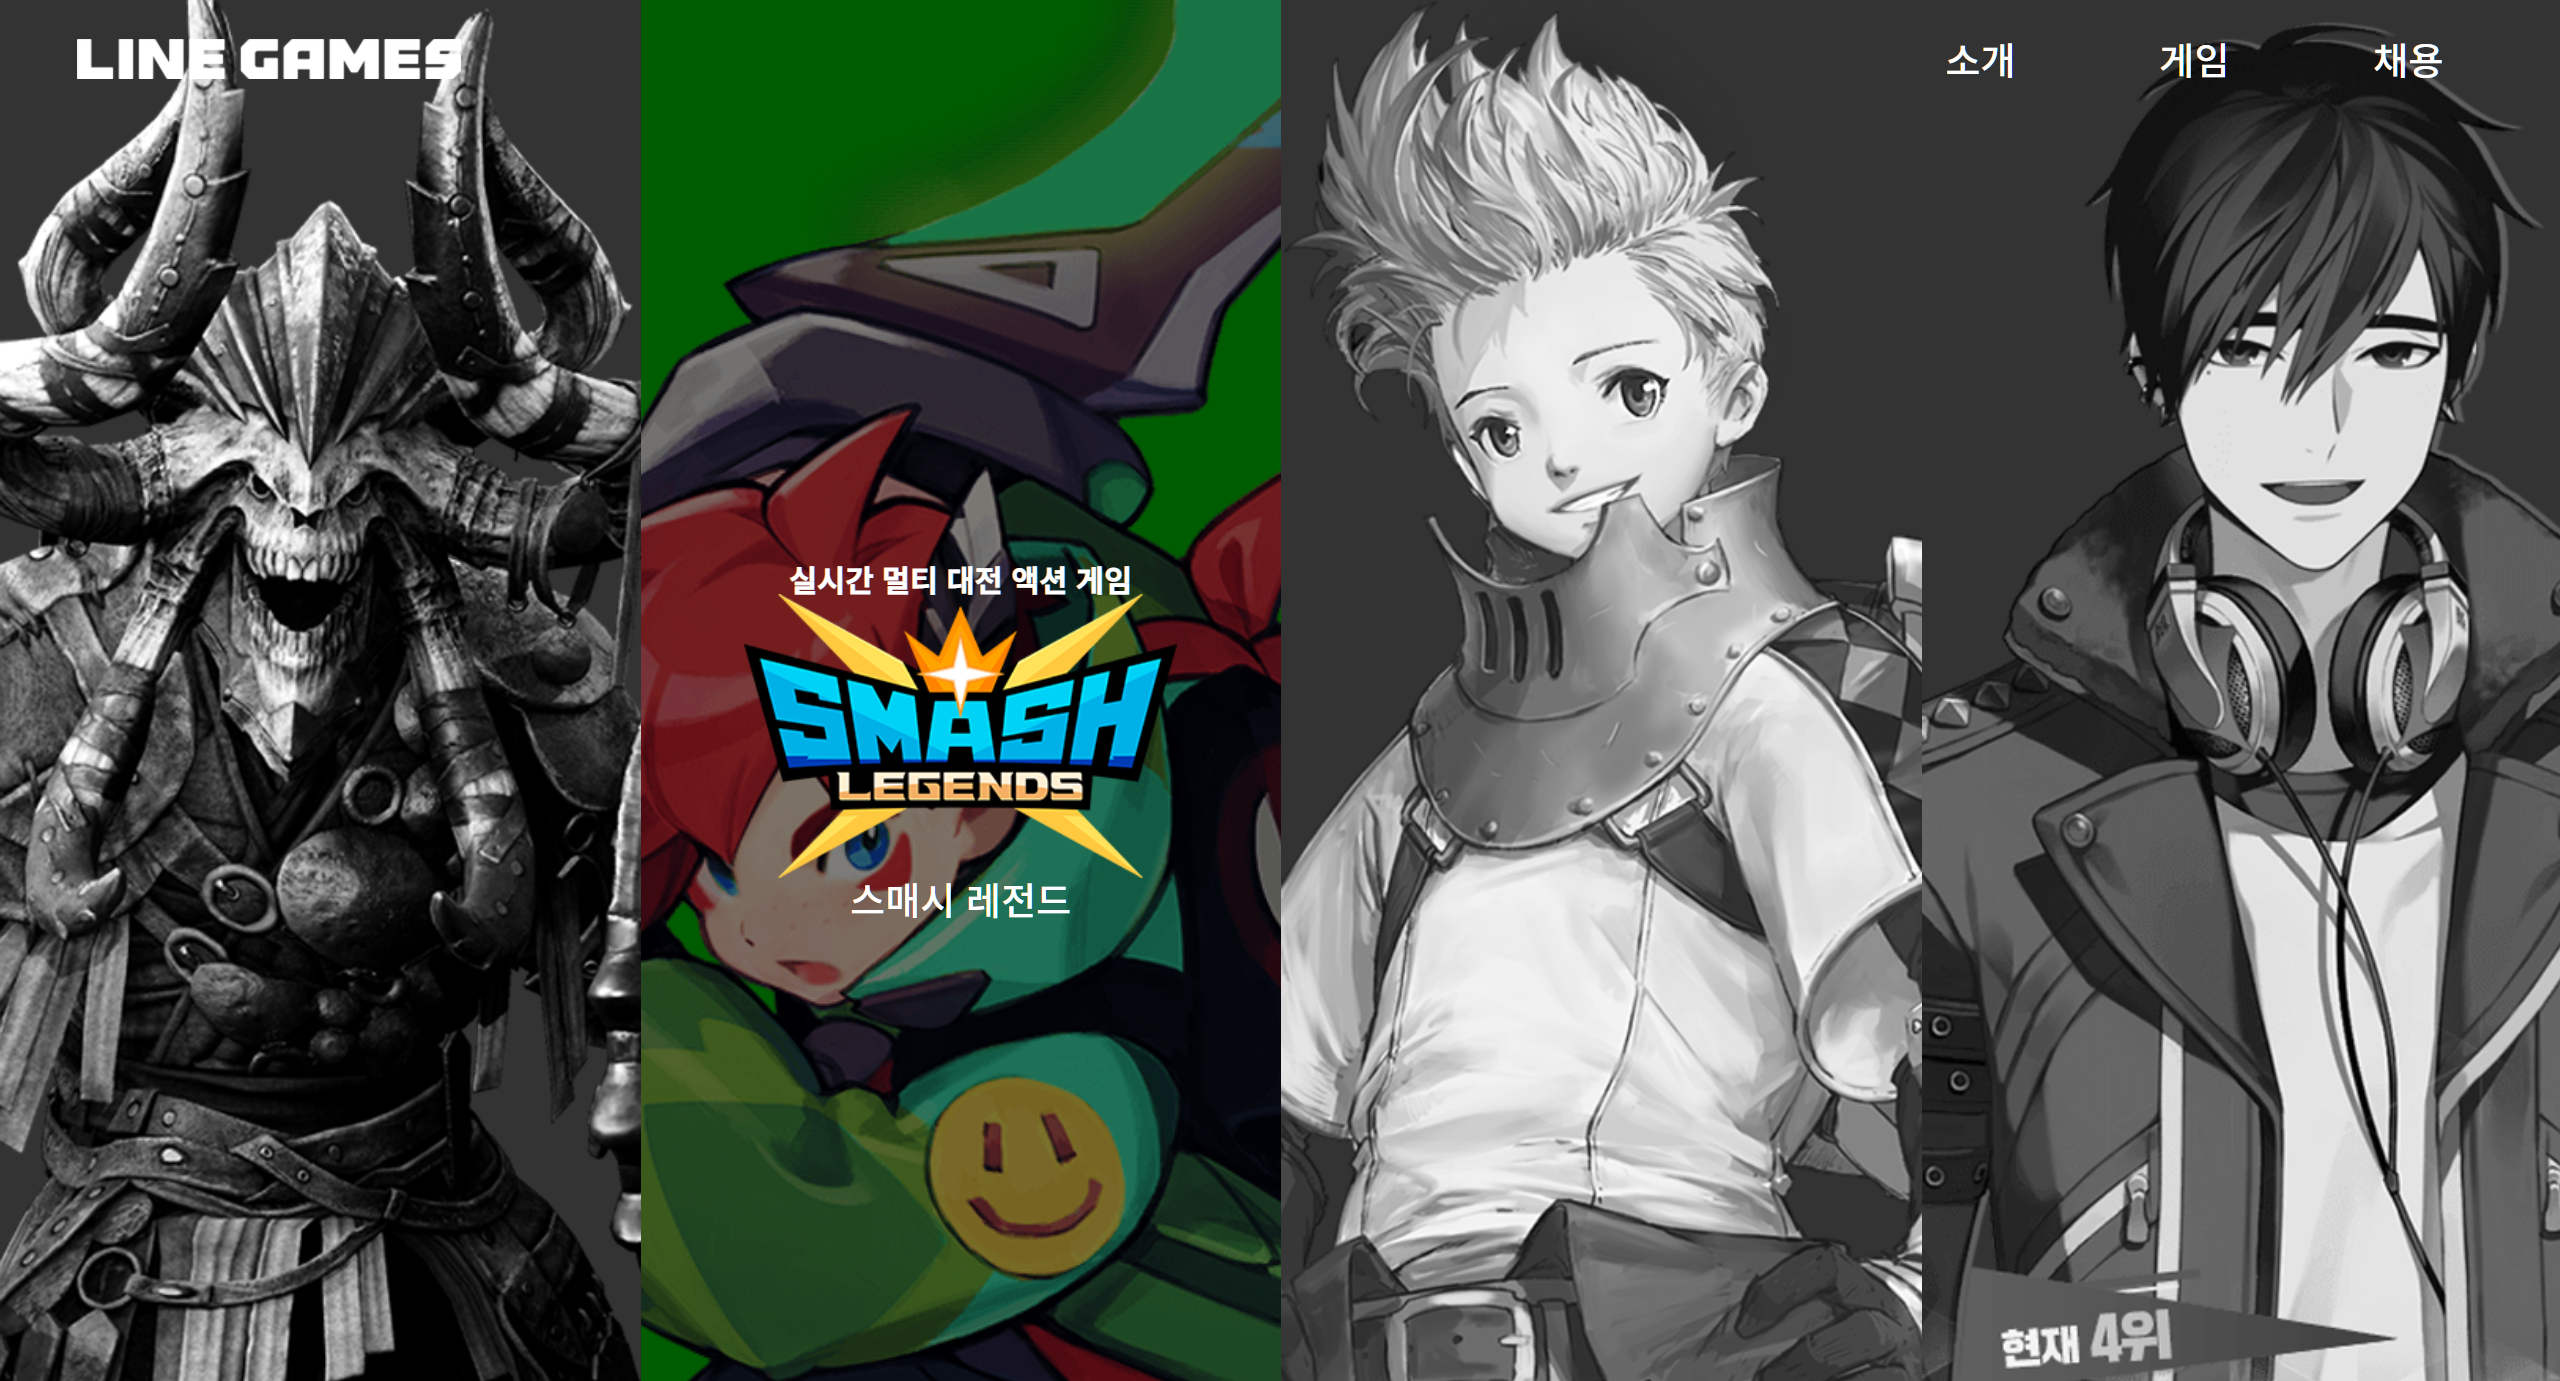 LINE GAMES
소개
게임
채용
실시간 멀티 대전 액션 게임
SMASH
LEGENDS
스매시 레전드
현재 4위